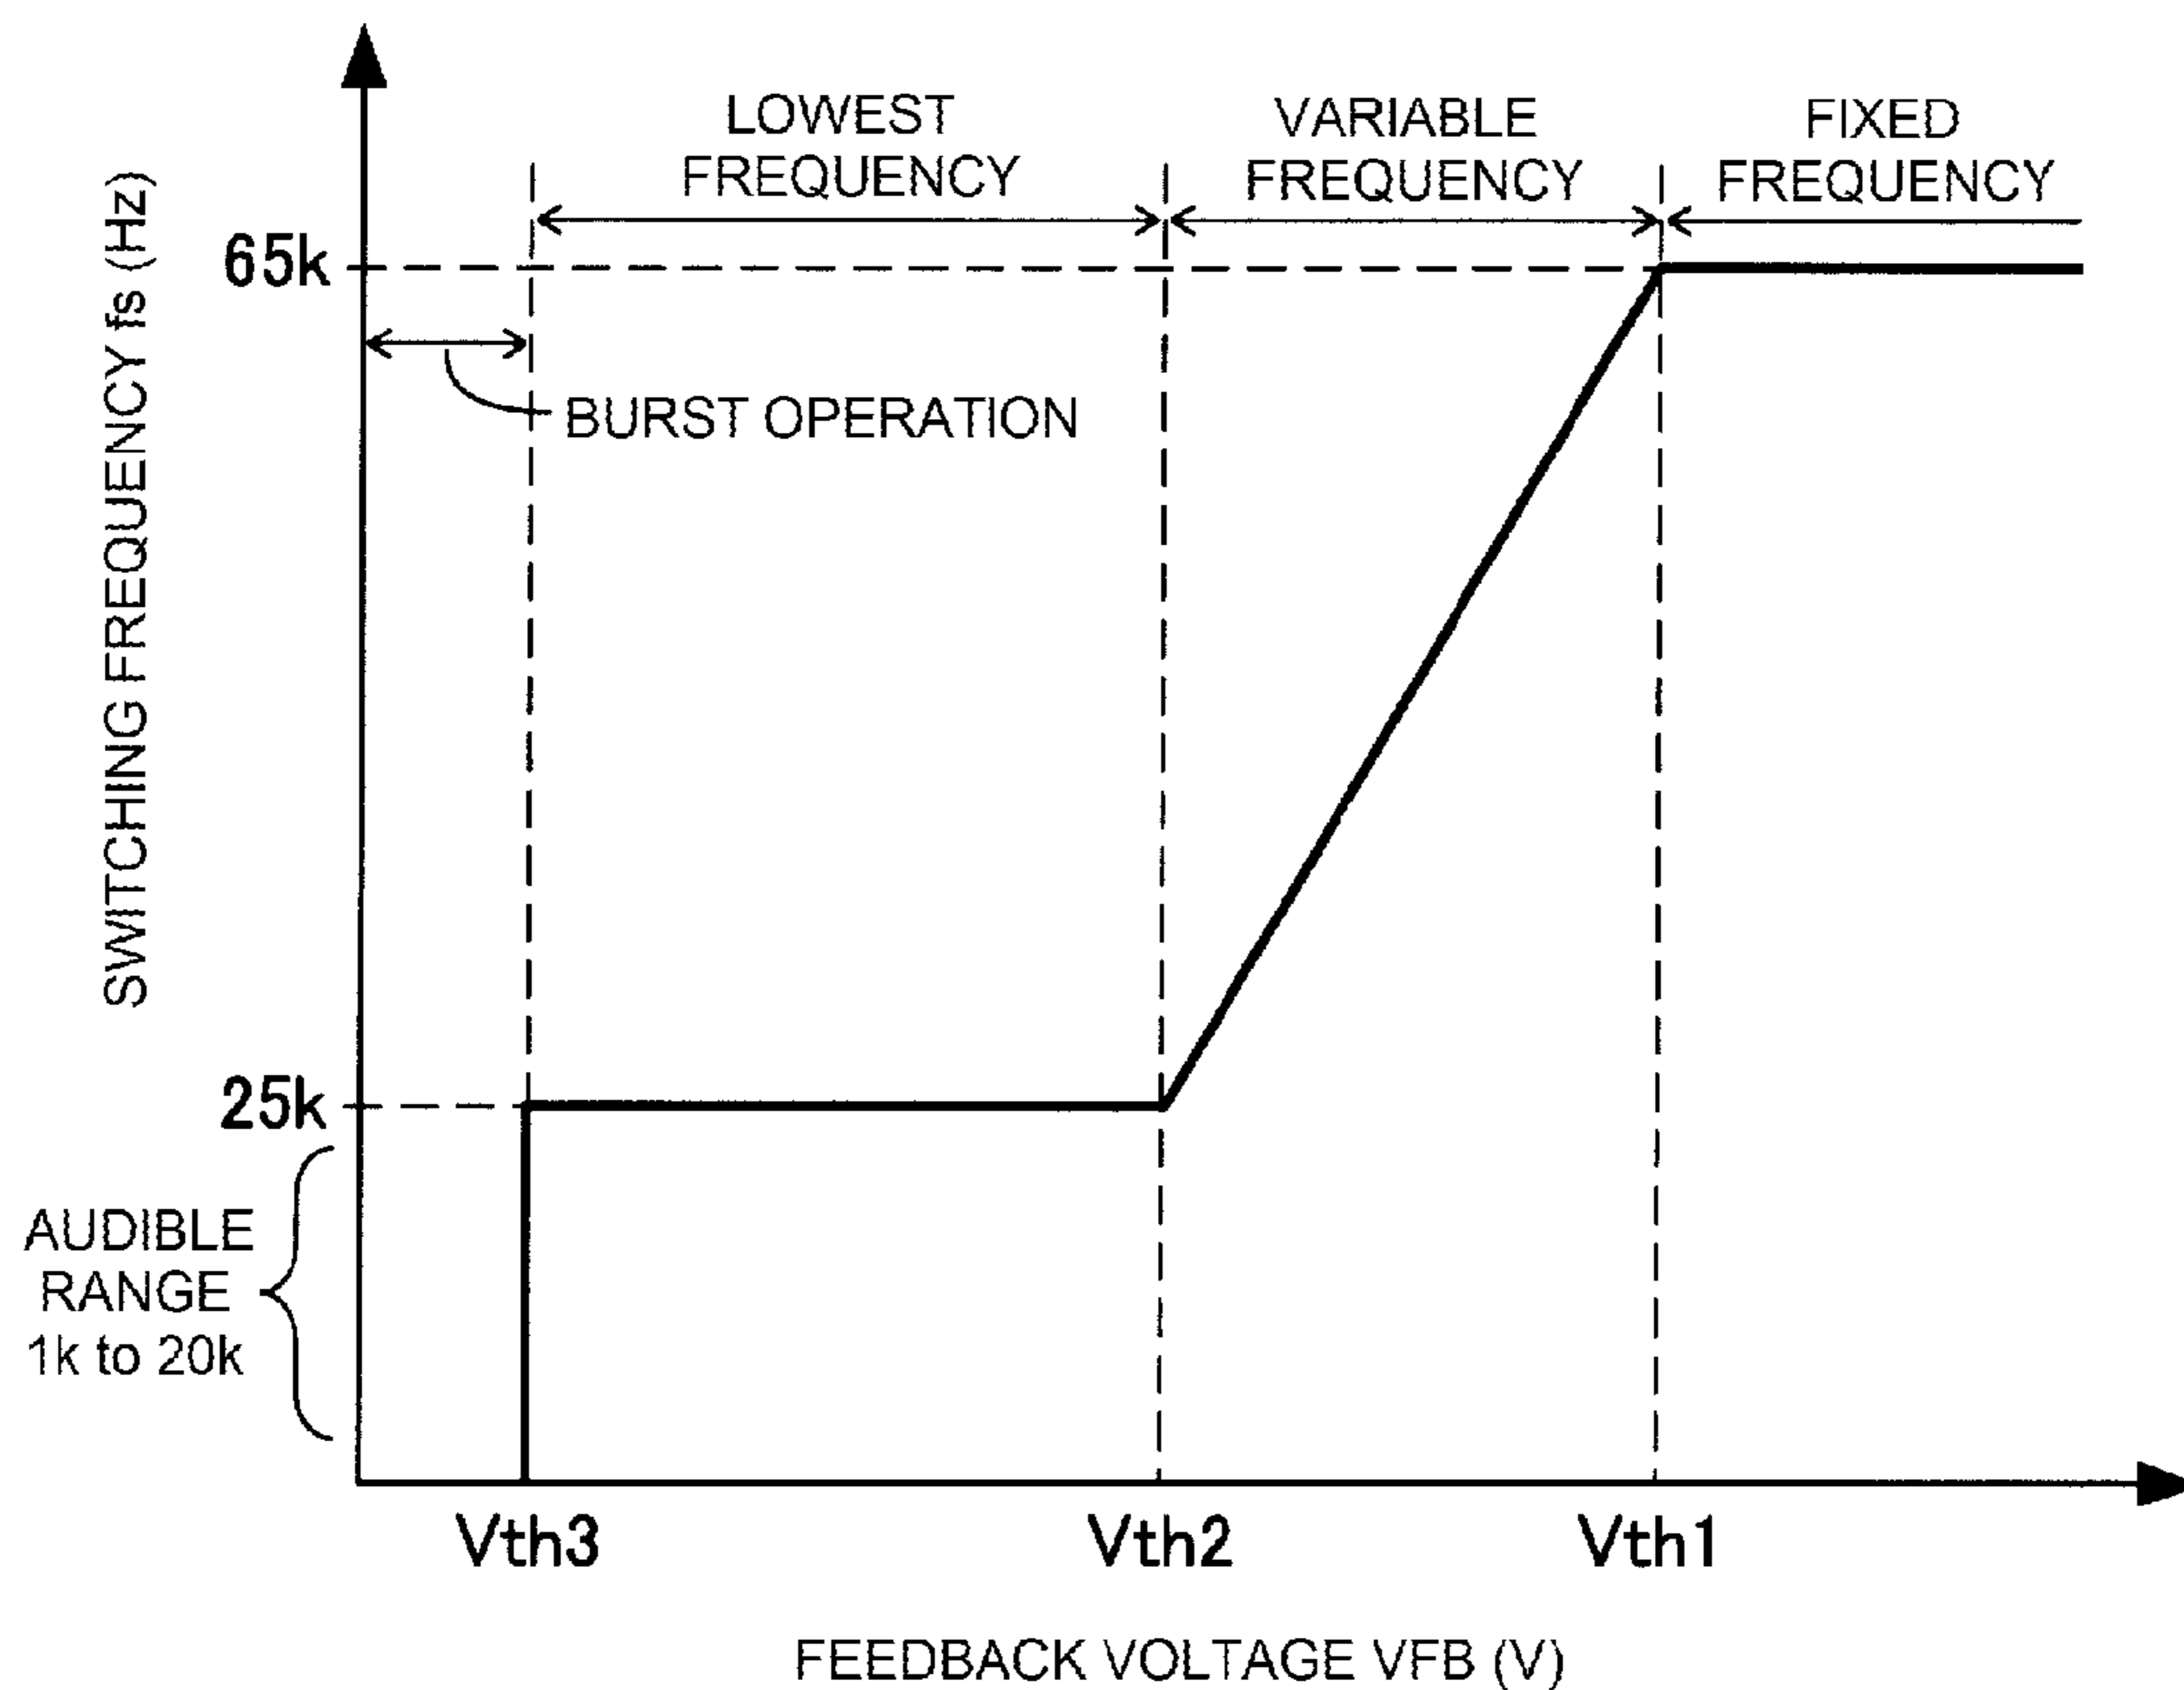 LOWEST
FREQUENCY
VARIABLE
FREQUENCY
FIXED
FREQUENCY
SWITCHING FREQUENCY fs (Hz)
65k
BURST OPERATION
25k
AUDIBLE
RANGE
1k to 20k
Vth3
Vth2
Vth1
FEEDBACK VOLTAGE VFB (V)